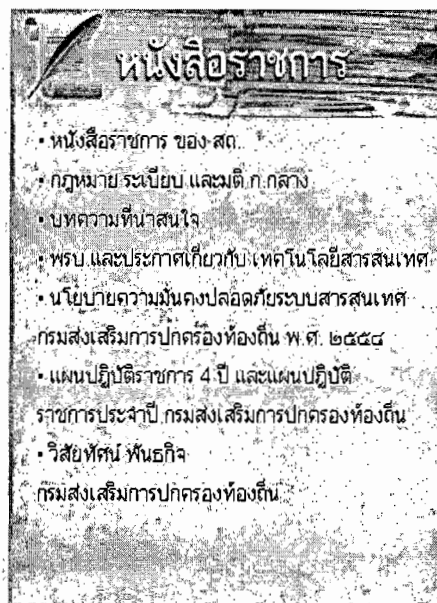 หนังสือราชการ
• หนังสือราชการ ของ สถ.
• กฎหมาย ระเบียบ และมติ ก.กลาง
• บทความที่น่าสนใจ
• พรบ.และประกาศเกี่ยวกับ เทคโนโลยีสารสนเทศ
• นโยบายความมั่นคงปลอดภัยระบบสารสนเทศ
กรมส่งเสริมการปกครองท้องถิ่น พ.ศ. ๒๕๕๘
• แผนปฏิบัติราชการ 4 ปี และแผนปฏิบัติ
ราชการประจำปี กรมส่งเสริมการปกครองท้องถิ่น
• วิสัยทัศน์ พันธกิจ
กรมส่งเสริมการปกครองท้องถิ่น